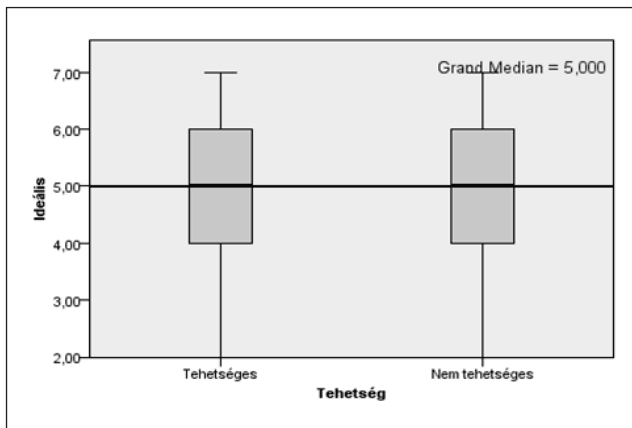 Grand Median = 5,000
7,00
6,00
5,00
4,00
3,00
2,00
Ideális
Tehetséges
Nem tehetséges
Tehetség